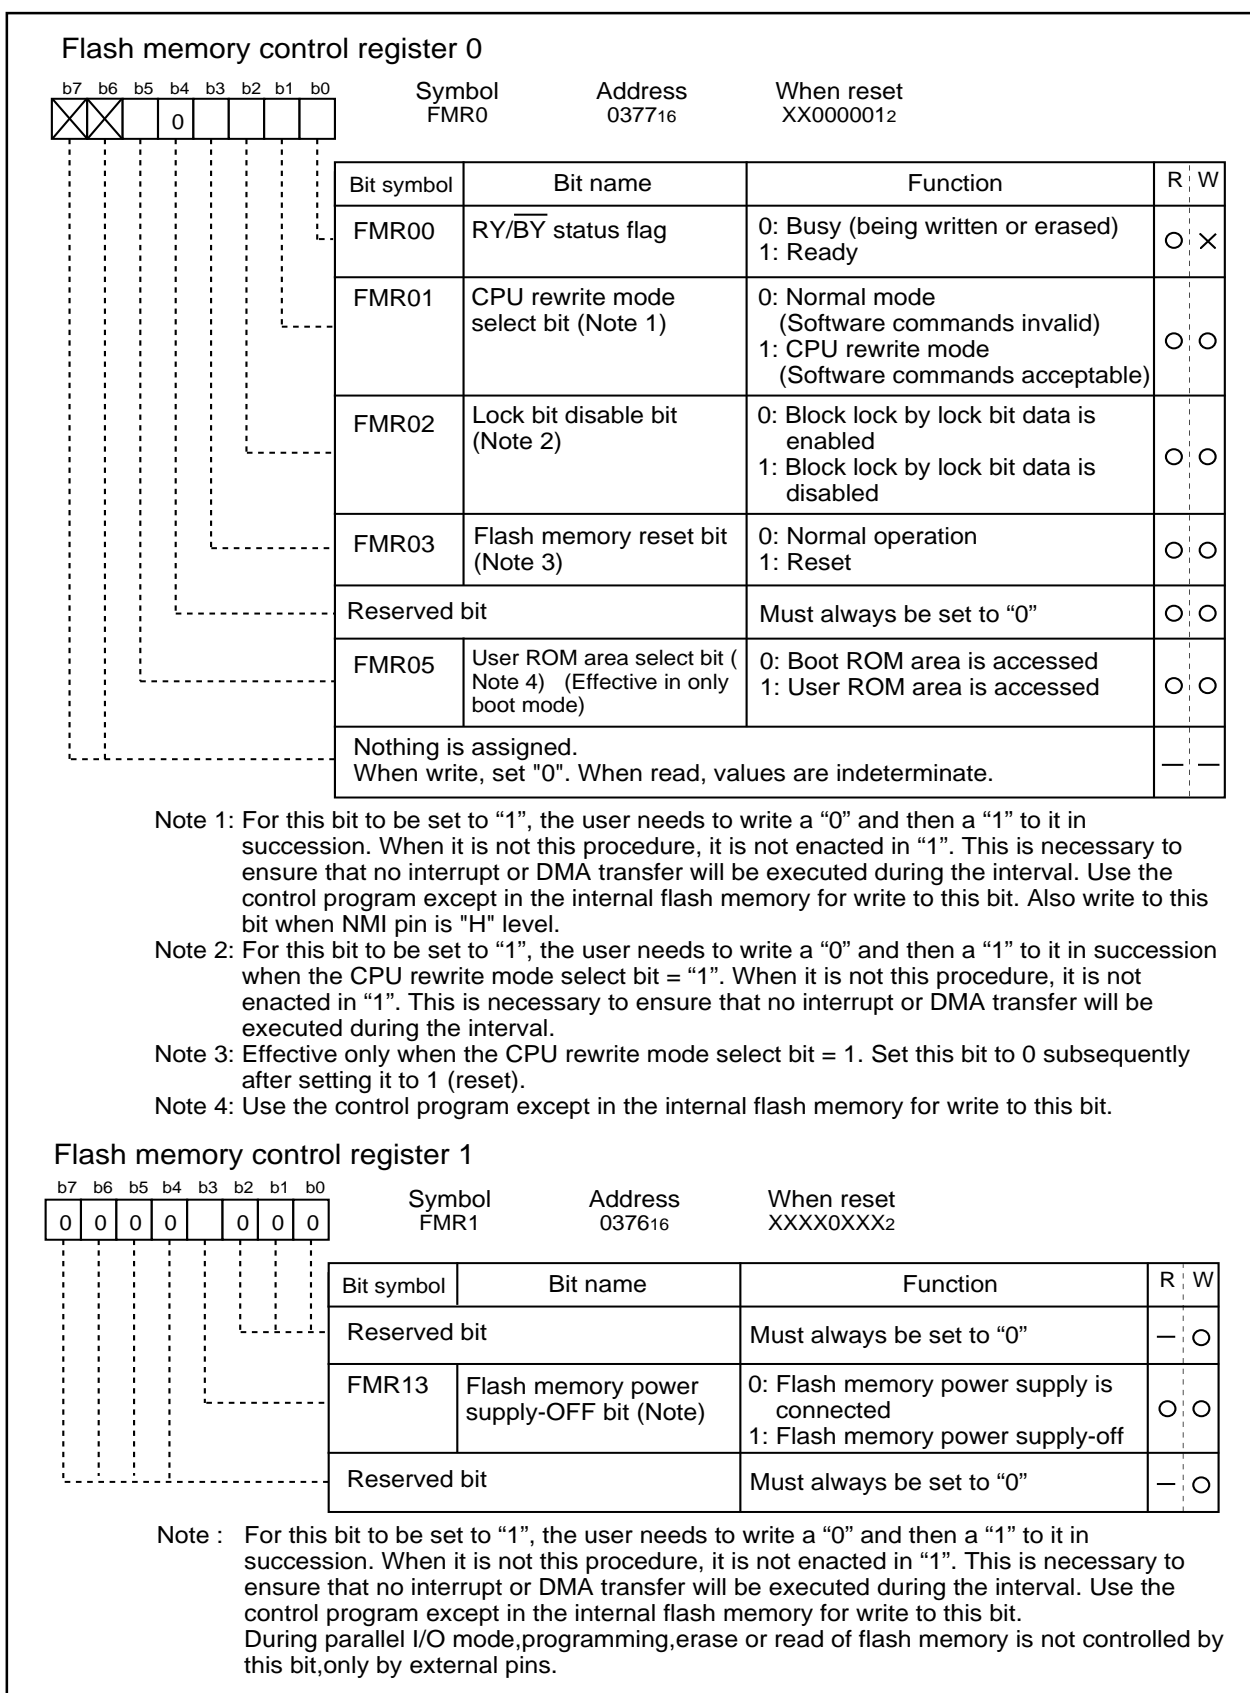 Flash memory control register 0
b7 b6 b5 b4 b3 b2 b1 b0
Symbol Address When reset
FMR0 037716 XX0000012
0
Bit symbol Bit name Function R W
FMR00 RY/BY status flag 0: Busy (being written or erased)
1: Ready
FMR01 CPU rewrite mode 0: Normal mode
select bit (Note 1) (Software commands invalid)
1: CPU rewrite mode
(Software commands acceptable)
FMR02 Lock bit disable bit 0: Block lock by lock bit data is
(Note 2) enabled
1: Block lock by lock bit data is
disabled
FMR03 Flash memory reset bit 0: Normal operation
(Note 3) 1: Reset
Reserved bit Must always be set to “0”
FMR05 User ROM area select bit ( 0: Boot ROM area is accessed
Note 4) (Effective in only 1: User ROM area is accessed
boot mode)
Nothing is assigned.
When write, set "0". When read, values are indeterminate.
Note 1: For this bit to be set to “1”, the user needs to write a “0” and then a “1” to it in
succession. When it is not this procedure, it is not enacted in “1”. This is necessary to
ensure that no interrupt or DMA transfer will be executed during the interval. Use the
control program except in the internal flash memory for write to this bit. Also write to this
bit when NMI pin is "H" level.
Note 2: For this bit to be set to “1”, the user needs to write a “0” and then a “1” to it in succession
when the CPU rewrite mode select bit = “1”. When it is not this procedure, it is not
enacted in “1”. This is necessary to ensure that no interrupt or DMA transfer will be
executed during the interval.
Note 3: Effective only when the CPU rewrite mode select bit = 1. Set this bit to 0 subsequently
after setting it to 1 (reset).
Note 4: Use the control program except in the internal flash memory for write to this bit.
Flash memory control register 1
b7 b6 b5 b4 b3 b2 b1 b0
Symbol Address When reset
FMR1 037616 XXXX0XXX2
0 0 0 0 0 0 0
Bit symbol Bit name Function R W
Reserved bit Must always be set to “0”
FMR13 Flash memory power 0: Flash memory power supply is
supply-OFF bit (Note) connected
1: Flash memory power supply-off
Reserved bit Must always be set to “0”
Note : For this bit to be set to “1”, the user needs to write a “0” and then a “1” to it in
succession. When it is not this procedure, it is not enacted in “1”. This is necessary to
ensure that no interrupt or DMA transfer will be executed during the interval. Use the
control program except in the internal flash memory for write to this bit.
During parallel I/O mode,programming,erase or read of flash memory is not controlled by
this bit,only by external pins.